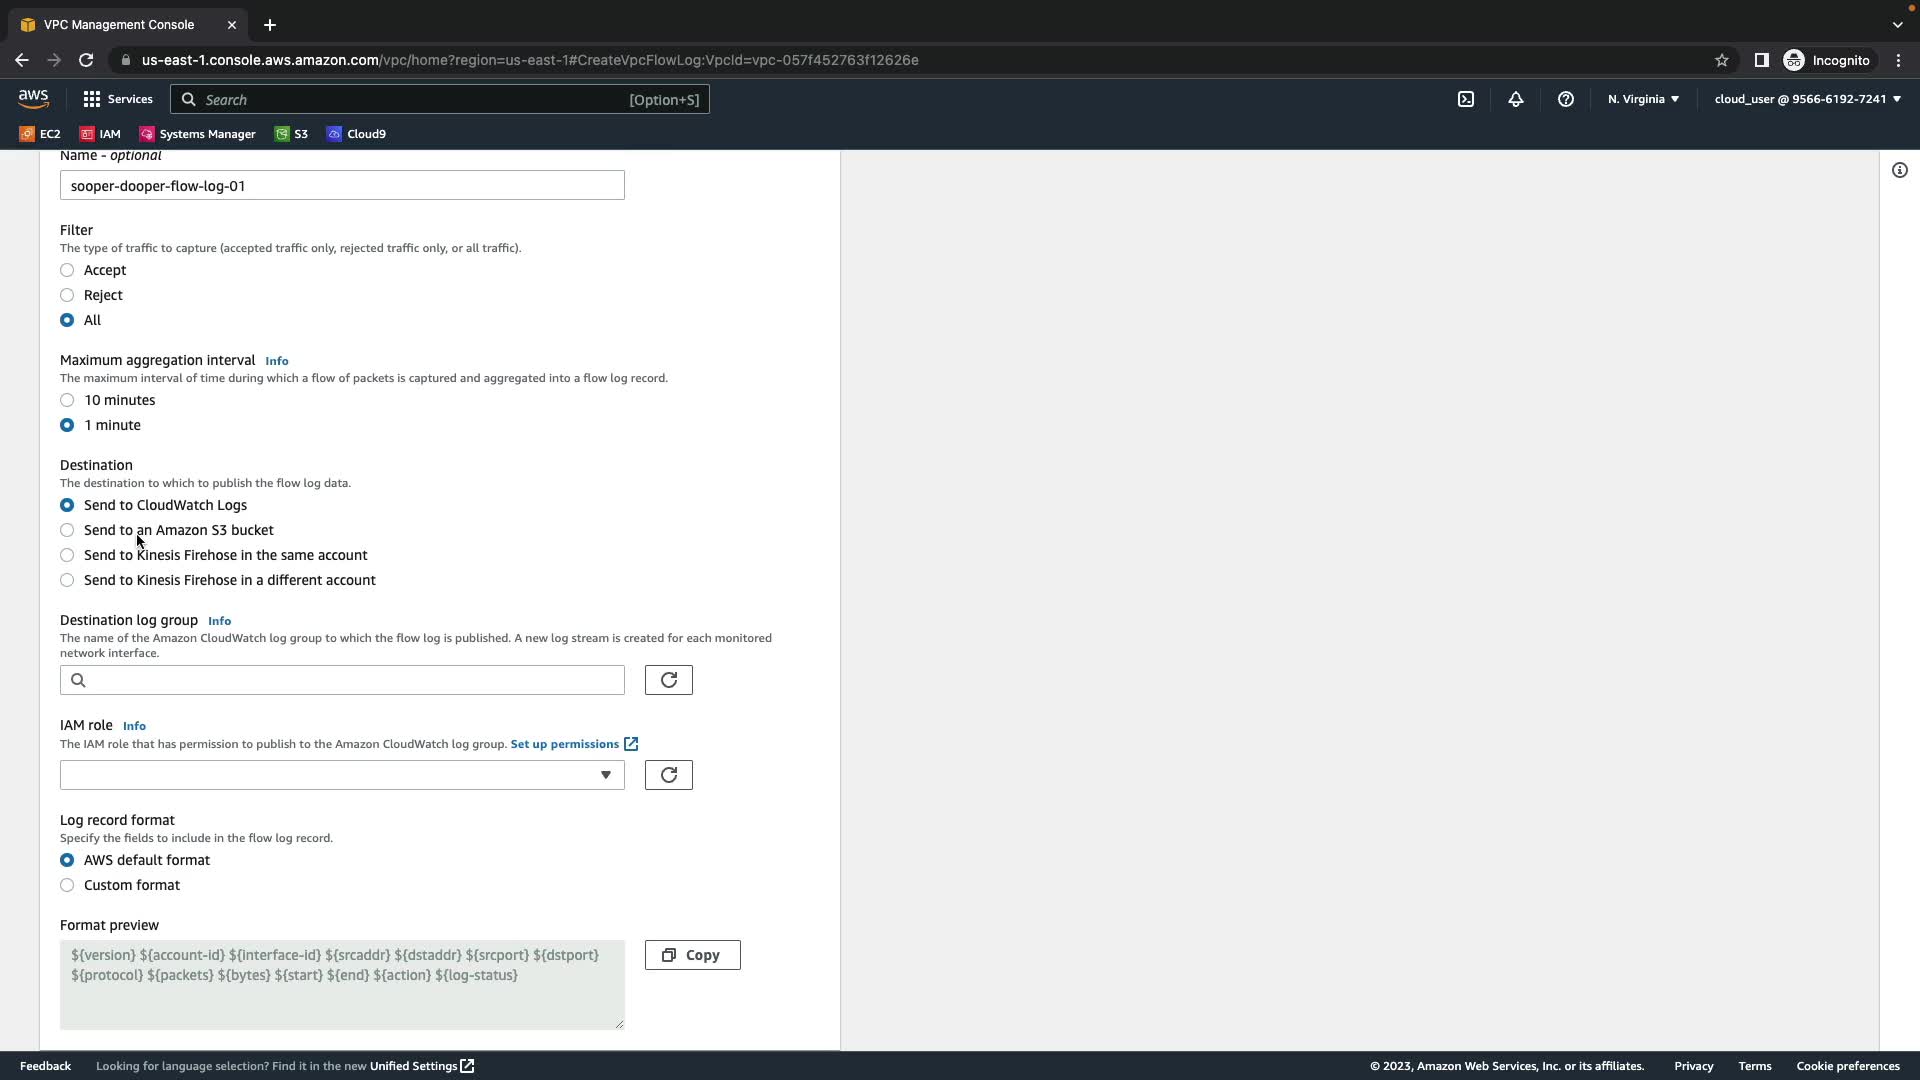 VPC Management Console
us-east-1.console.aws.amazon.com/vpc/home?region=us-east-1#CreateVpcFlowLog:VpcId=vpc-057f452763f12626e
Incognito
aws
Services
Search
[Option+S]
N. Virginia
cloud_user @ 9566-6192-7241
EC2
IAM
Systems Manager
S3
Cloud9
Name - optional
sooper-dooper-flow-log-01
Filter
The type of traffic to capture (accepted traffic only, rejected traffic only, or all traffic).
Accept
Reject
All
Maximum aggregation interval Info
The maximum interval of time during which a flow of packets is captured and aggregated into a flow log record.
10 minutes
1 minute
Destination
The destination to which to publish the flow log data.
Send to CloudWatch Logs
Send to an Amazon S3 bucket
Send to Kinesis Firehose in the same account
Send to Kinesis Firehose in a different account
Destination log group Info
The name of the Amazon CloudWatch log group to which the flow log is published. A new log stream is created for each monitored
network interface.
IAM role Info
The IAM role that has permission to publish to the Amazon CloudWatch log group. Set up permissions
Log record format
Specify the fields to include in the flow log record.
AWS default format
Custom format
Format preview
${version} ${account-id} ${interface-id} ${srcaddr} ${dstaddr} ${srcport} ${dstport}
${protocol} ${packets} ${bytes} ${start} ${end} ${action} ${log-status}
Copy
Feedback
Looking for language selection? Find it in the new Unified Settings
© 2023, Amazon Web Services, Inc. or its affiliates.
Privacy
Terms
Cookie preferences